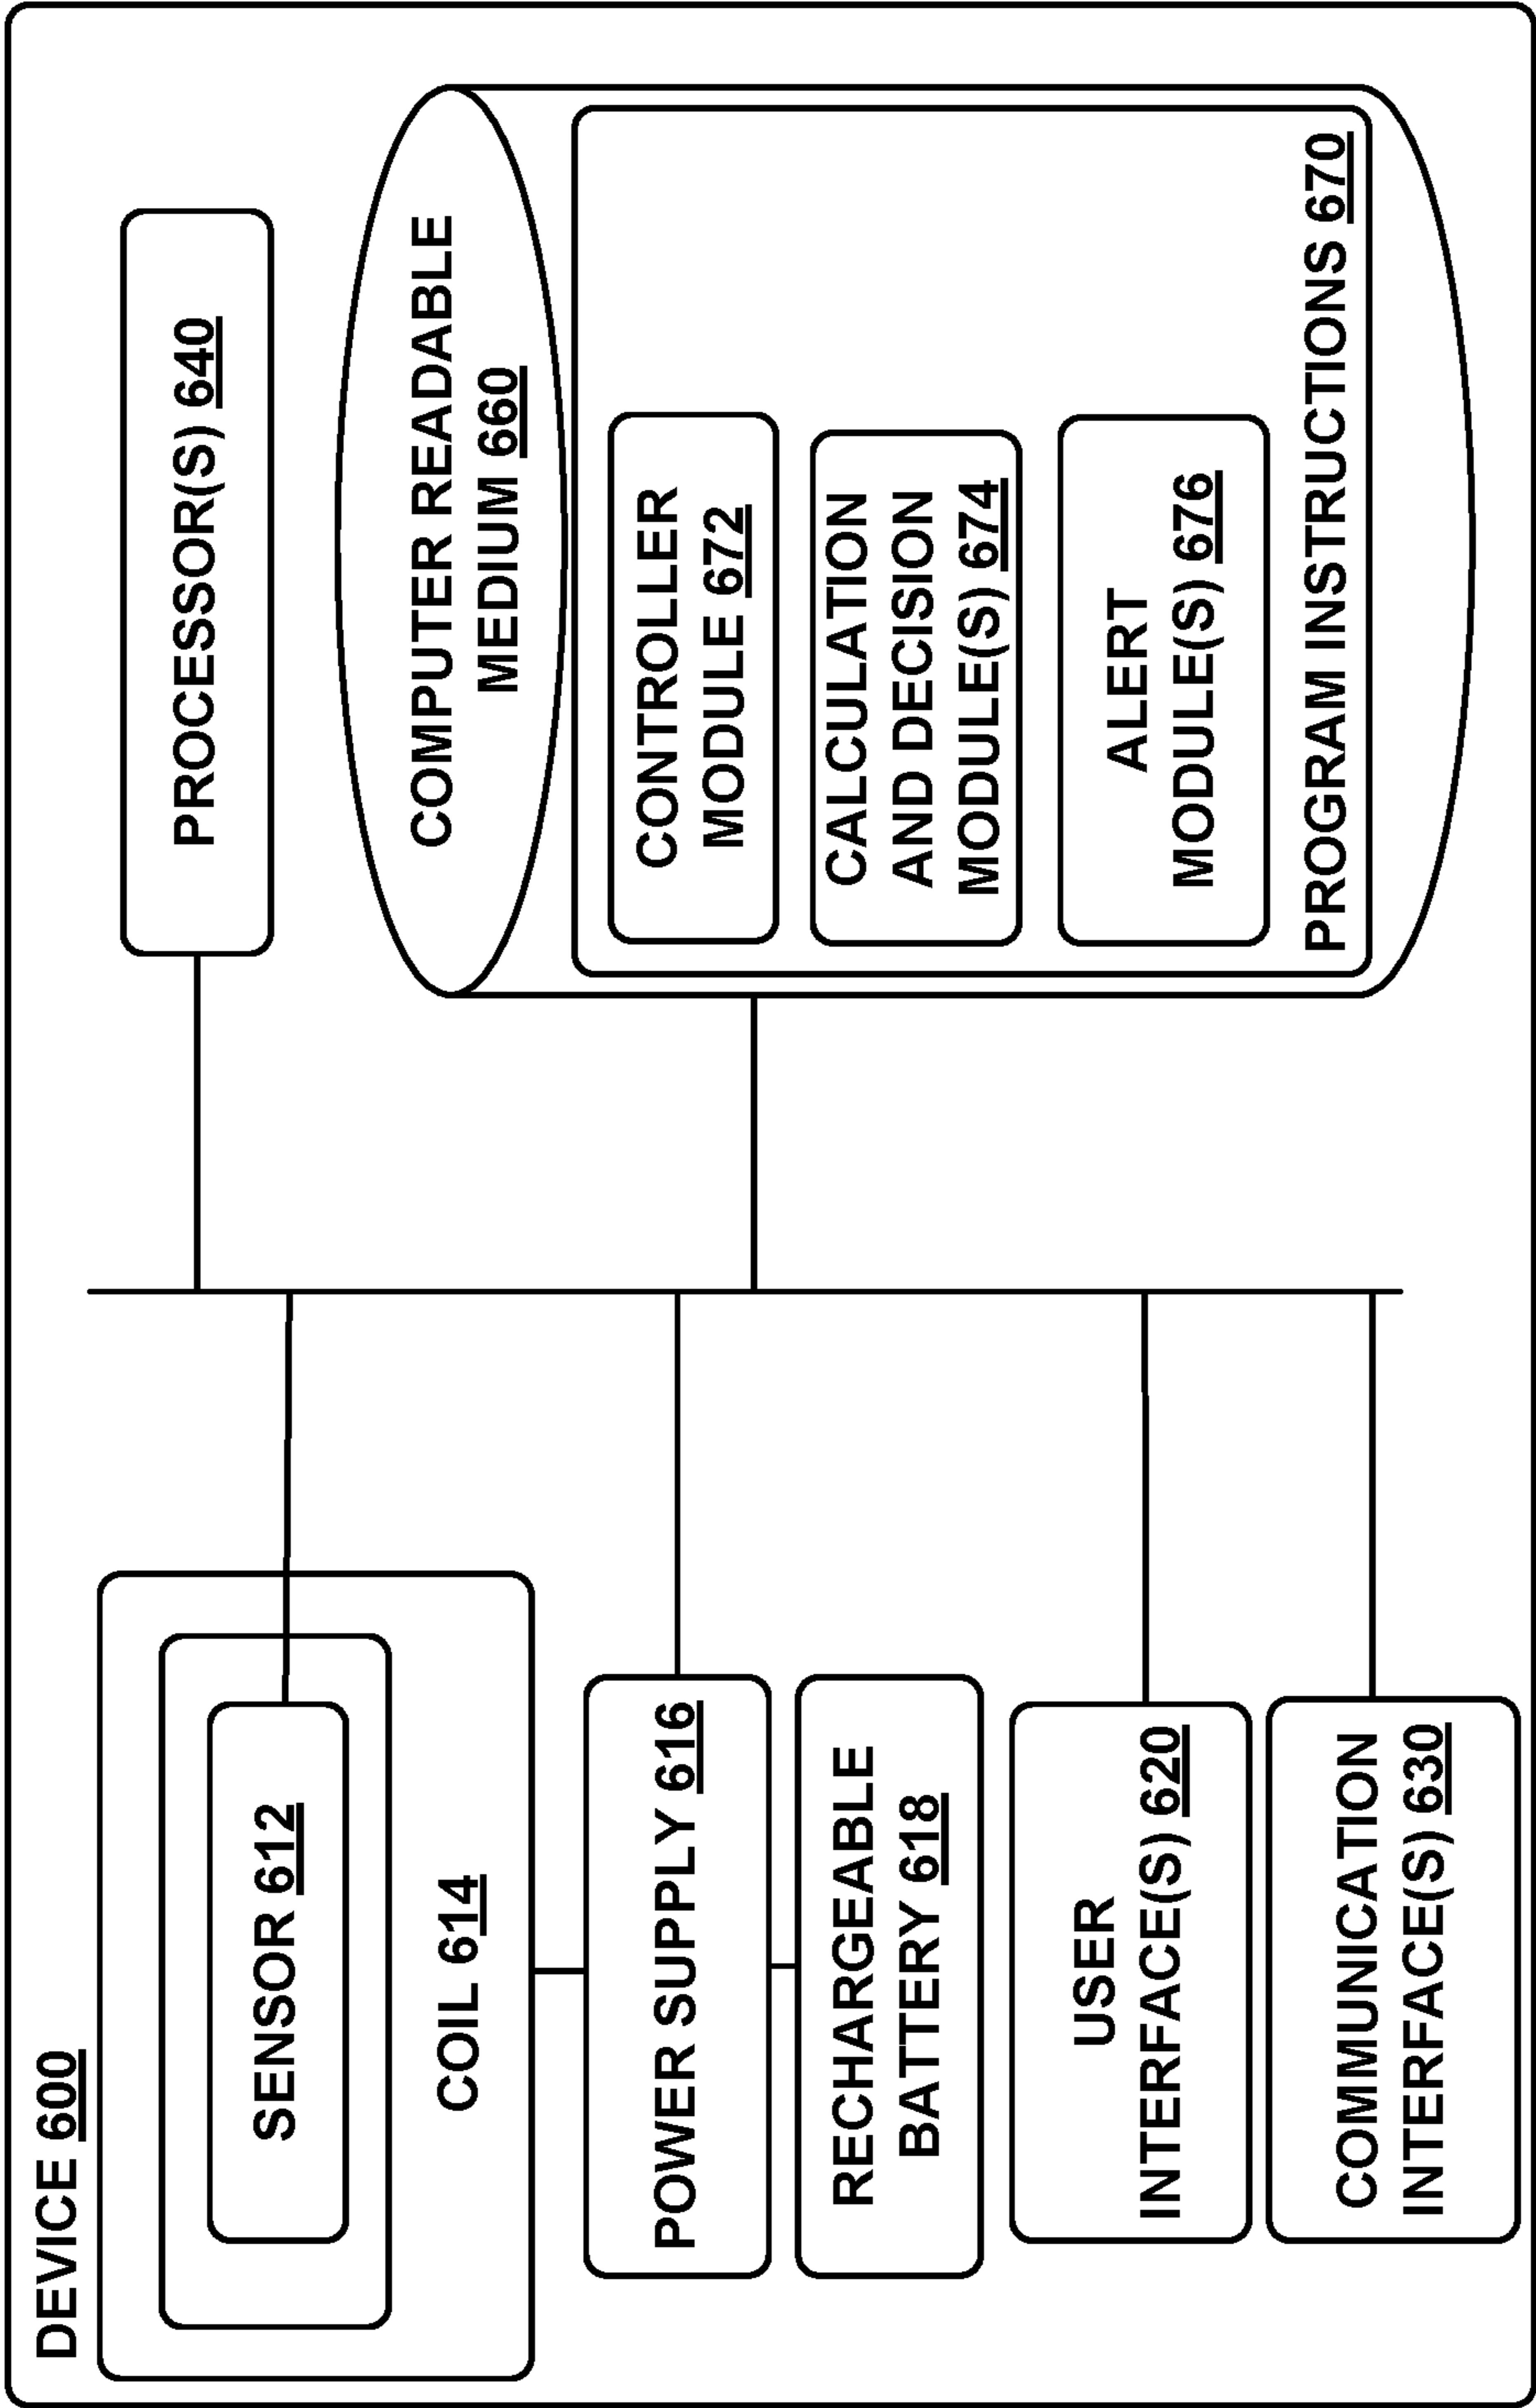 DEVICE 600
SENSOR 612
COIL 614
POWER SUPPLY 616
RECHARGEABLE
BATTERY 618
USER
INTERFACE(S) 620
COMMUNICATION
INTERFACE(S) 630
PROCESSOR(S) 640
COMPUTER READABLE
MEDIUM 660
CONTROLLER
MODULE 672
CALCULATION
AND DECISION
MODULE(S) 674
ALERT
MODULE(S) 676
PROGRAM INSTRUCTIONS 670